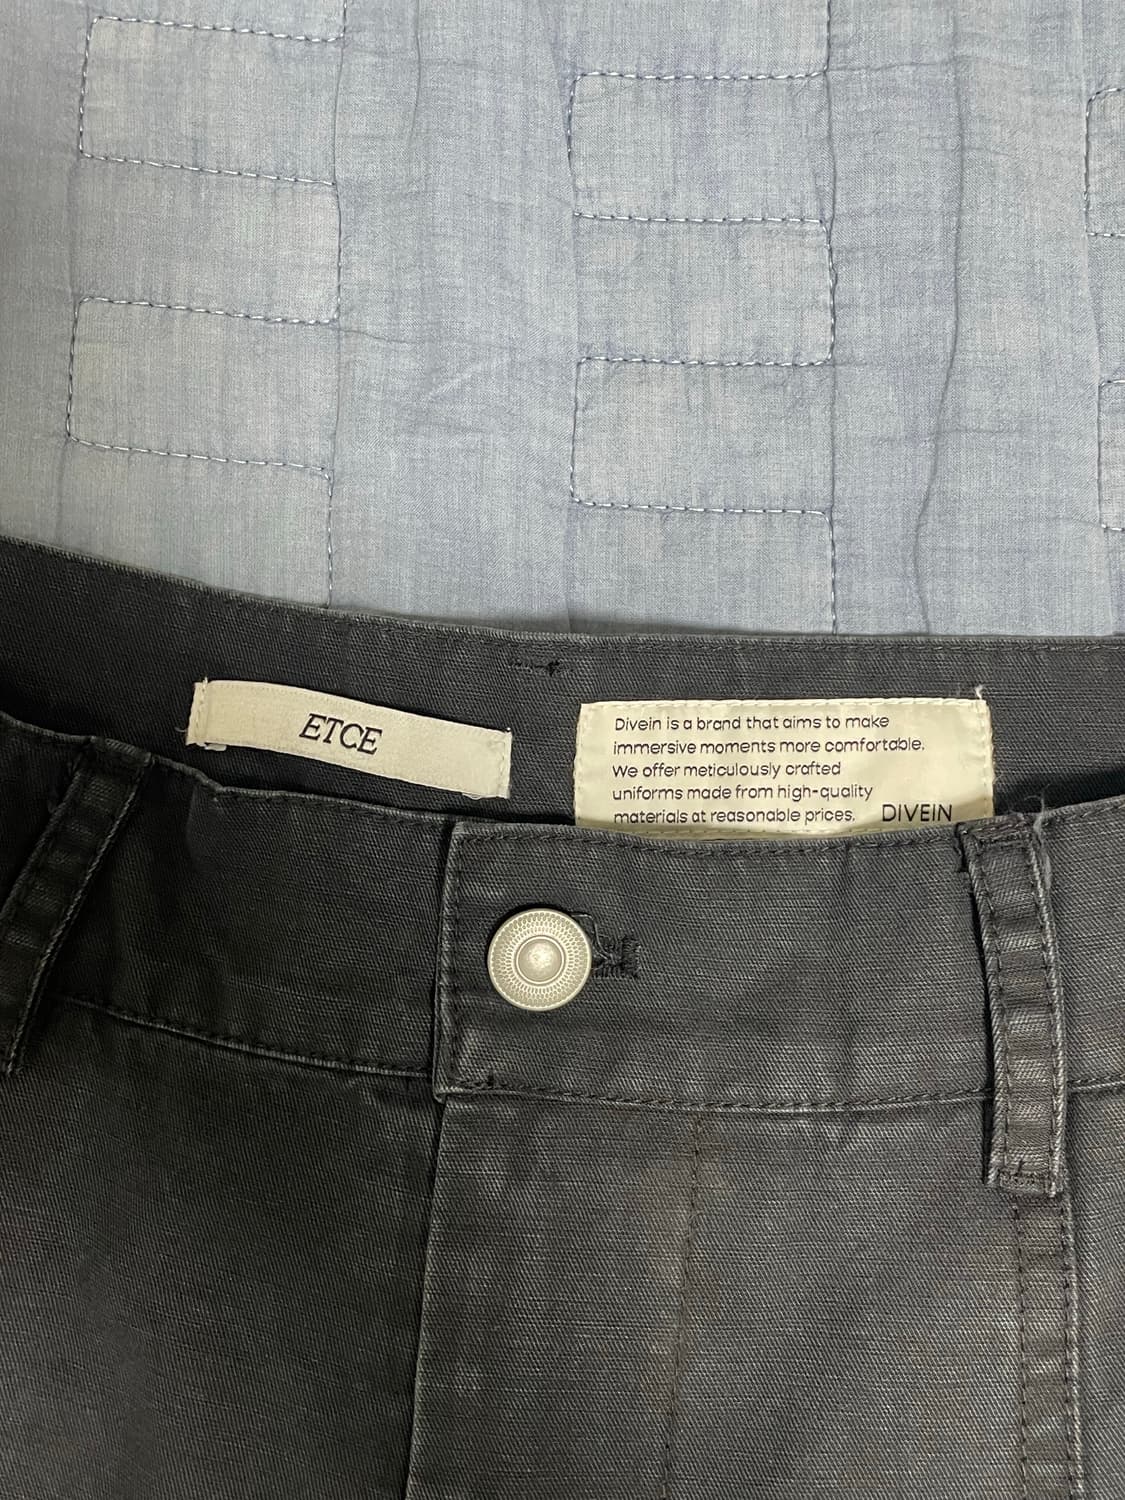 ETCE
Divein is a brand that aims to make
immersive moments more comfortable.
We offer meticulously crafted
uniforms made from high-quality
materials at reasonable prices. DIVEIN